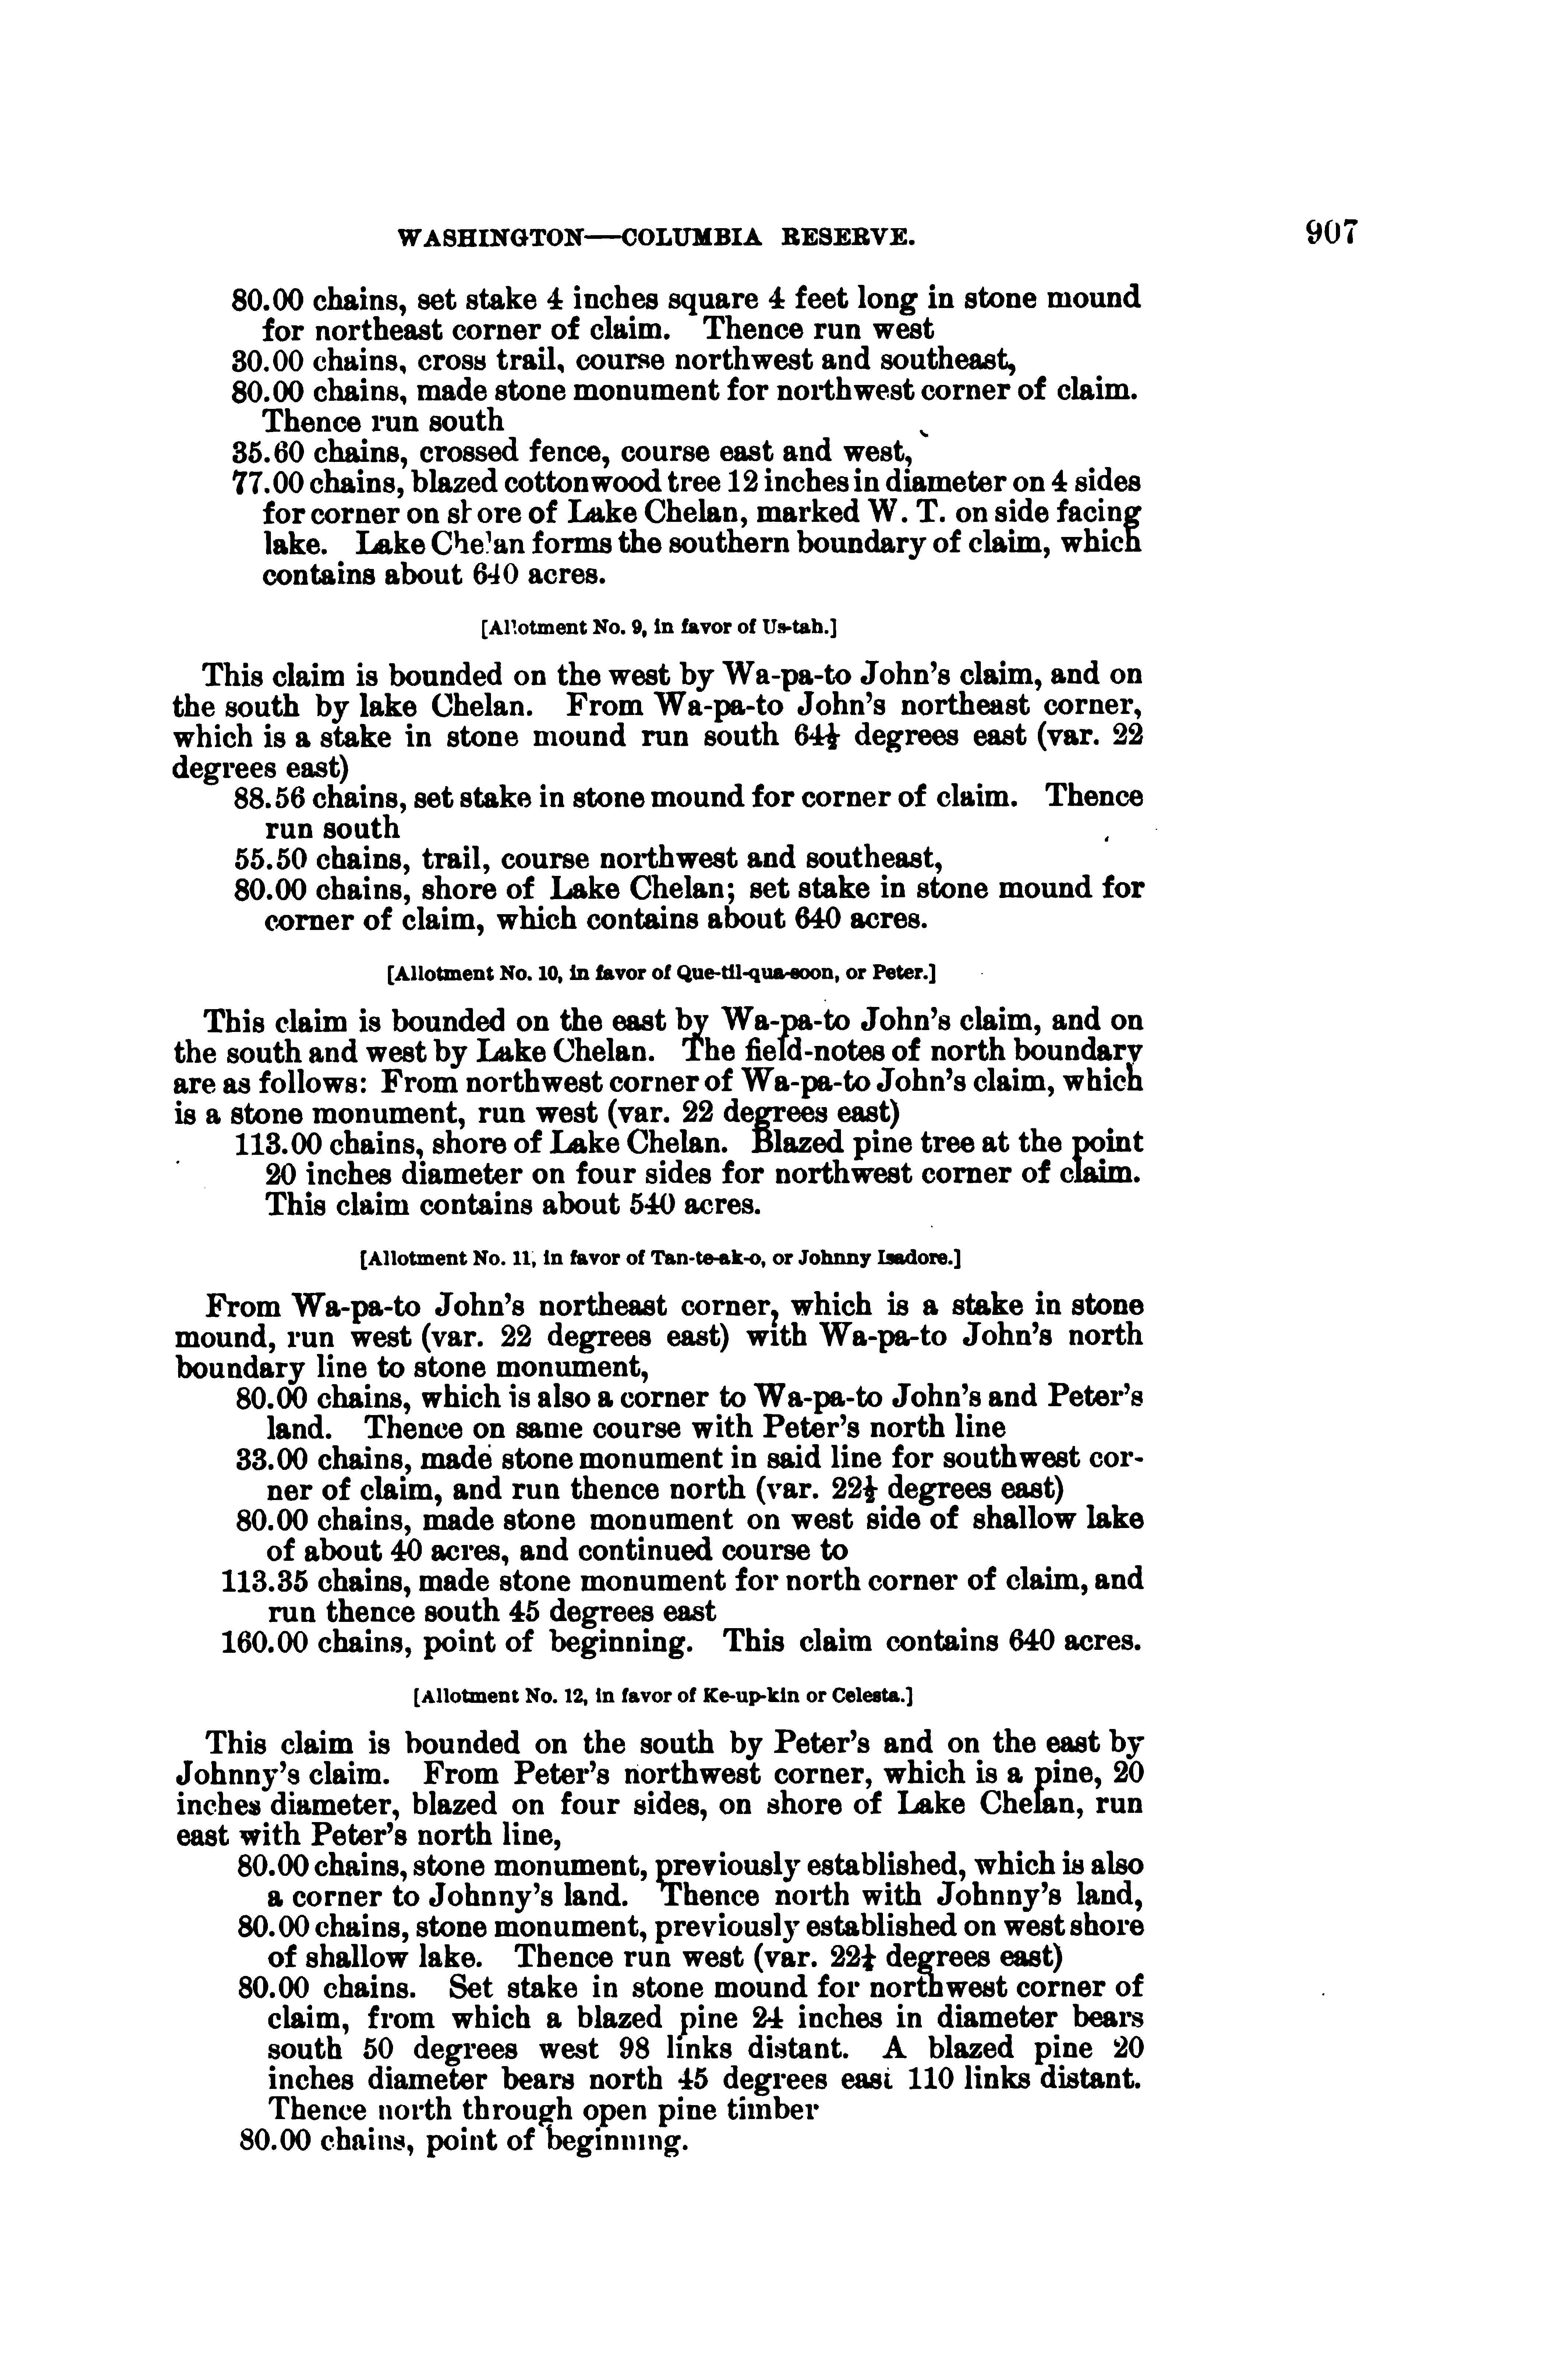 WASHINGTON—COLUMBIA RESERVE. 907
80.00 chains, set stake 4 inches square 4 feet long in stone mound
for northeast corner of claim. Thence run west
30.00 chains, cross trail, course northwest and southeast,
80.00 chains, made stone monument for northwest corner of claim.
Thence run south
35.60 chains, crossed fence, course east and west,
77.00 chains, blazed cottonwood tree 12 inches in diameter on 4 sides
for corner on shore of Lake Chelan, marked W. T. on side facing
lake. Lake Chelan forms the southern boundary of claim, which
contains about 640 acres.
[Allotment No. 9, in favor of Us-tah.]
This claim is bounded on the west by Wa-pa-to John's claim, and on
the south by lake Chelan. From Wa-pa-to John's northeast corner,
which is a stake in stone mound run south 64½ degrees east (var. 22
degrees east)
88.56 chains, set stake in stone mound for corner of claim. Thence
run south
55.50 chains, trail, course northwest and southeast,
80.00 chains, shore of Lake Chelan; set stake in stone mound for
corner of claim, which contains about 640 acres.
[Allotment No. 10, in favor of Que-til-qua-soon, or Peter.]
This claim is bounded on the east by Wa-pa-to John's claim, and on
the south and west by Lake Chelan. The field-notes of north boundary
are as follows: From northwest corner of Wa-pa-to John's claim, which
is a stone monument, run west (var. 22 degrees east)
113.00 chains, shore of Lake Chelan. Blazed pine tree at the point
20 inches diameter on four sides for northwest corner of claim.
This claim contains about 540 acres.
[Allotment No. 11, in favor of Tan-te-ak-o, or Johnny Isadore.]
From Wa-pa-to John's northeast corner, which is a stake in stone
mound, run west (var. 22 degrees east) with Wa-pa-to John's north
boundary line to stone monument,
80.00 chains, which is also a corner to Wa-pa-to John's and Peter's
land. Thence on same course with Peter's north line
33.00 chains, made stone monument in said line for southwest cor-
ner of claim, and run thence north (var. 22½ degrees east)
80.00 chains, made stone monument on west side of shallow lake
of about 40 acres, and continued course to
113.35 chains, made stone monument for north corner of claim, and
run thence south 45 degrees east
160.00 chains, point of beginning. This claim contains 640 acres.
[Allotment No. 12, in favor of Ke-up-kin or Celesta.]
This claim is bounded on the south by Peter's and on the east by
Johnny's claim. From Peter's northwest corner, which is a pine, 20
inches diameter, blazed on four sides, on shore of Lake Chelan, run
east with Peter's north line,
80.00 chains, stone monument, previously established, which is also
a corner to Johnny's land. Thence north with Johnny's land,
80.00 chains, stone monument, previously established on west shore
of shallow lake. Thence run west (var. 22½ degrees east)
80.00 chains. Set stake in stone mound for northwest corner of
claim, from which a blazed pine 24 inches in diameter bears
south 50 degrees west 98 links distant. A blazed pine 20
inches diameter bears north 45 degrees east 110 links distant.
Thence north through open pine timber
80.00 chains, point of beginning.